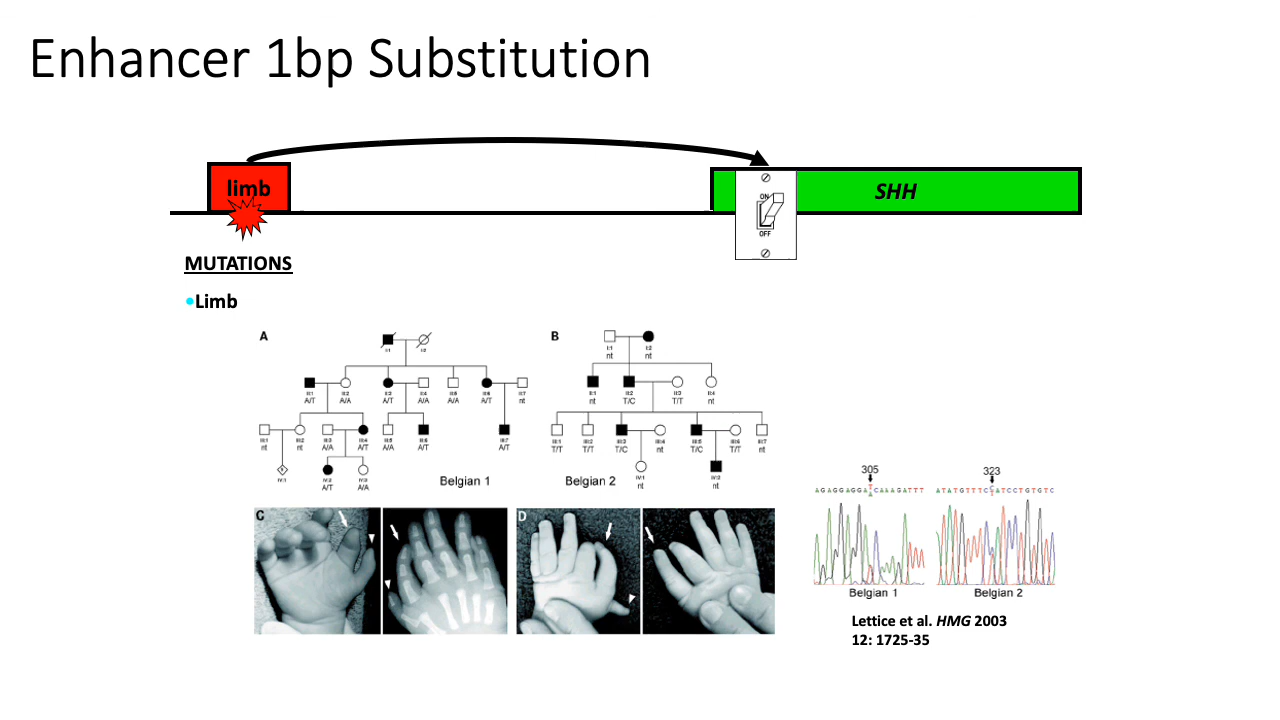 Enhancer 1bp Substitution
limb
SHH
ON
OFF
MUTATIONS
•Limb
A
B
I:1
I:2
I:1
nt
I:2
nt
II:1
A/T
II:2
A/A
II:3
A/T
II:4
A/A
II:5
A/A
II:6
A/T
II:7
nt
II:1
nt
II:2
T/C
II:3
T/T
II:4
nt
III:1
nt
III:2
nt
III:3
A/A
III:4
A/T
III:5
A/A
III:6
A/T
III:7
A/T
III:1
T/T
III:2
T/T
III:3
T/C
III:4
nt
III:5
T/C
III:6
T/T
III:7
nt
IV:1
IV:2
A/T
IV:3
A/A
IV:1
nt
IV:2
nt
Belgian 1
Belgian 2
C
D
305
323
AGAGGAGGATCAAAGATTT
A
ATATGTTTCCATCCTGTGTC
T
Belgian 1
Belgian 2
Lettice et al. HMG 2003
12: 1725-35